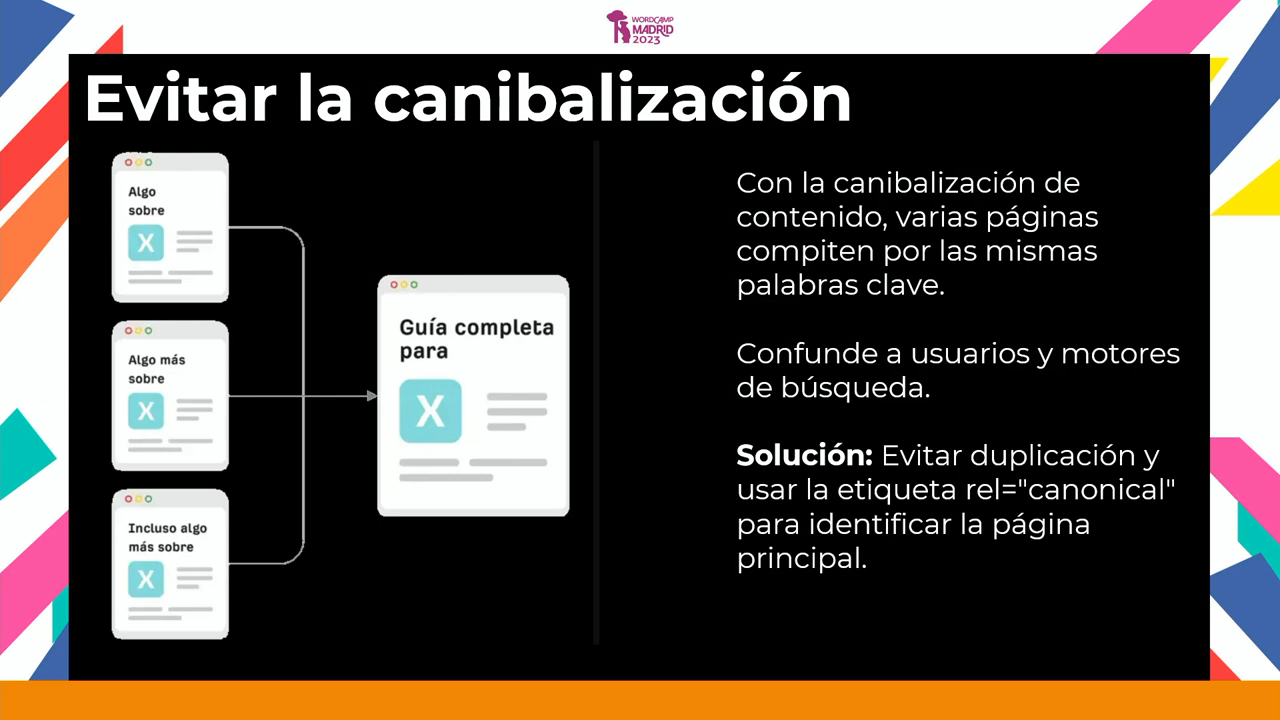 WORDCAMP
MADRID
2023
Evitar la canibalización
Algo
sobre
X
Algo más
sobre
X
Incluso algo
más sobre
X
Guía completa
para
X
Con la canibalización de
contenido, varias páginas
compiten por las mismas
palabras clave.
Confunde a usuarios y motores
de búsqueda.
Solución: Evitar duplicación y
usar la etiqueta rel="canonical"
para identificar la página
principal.